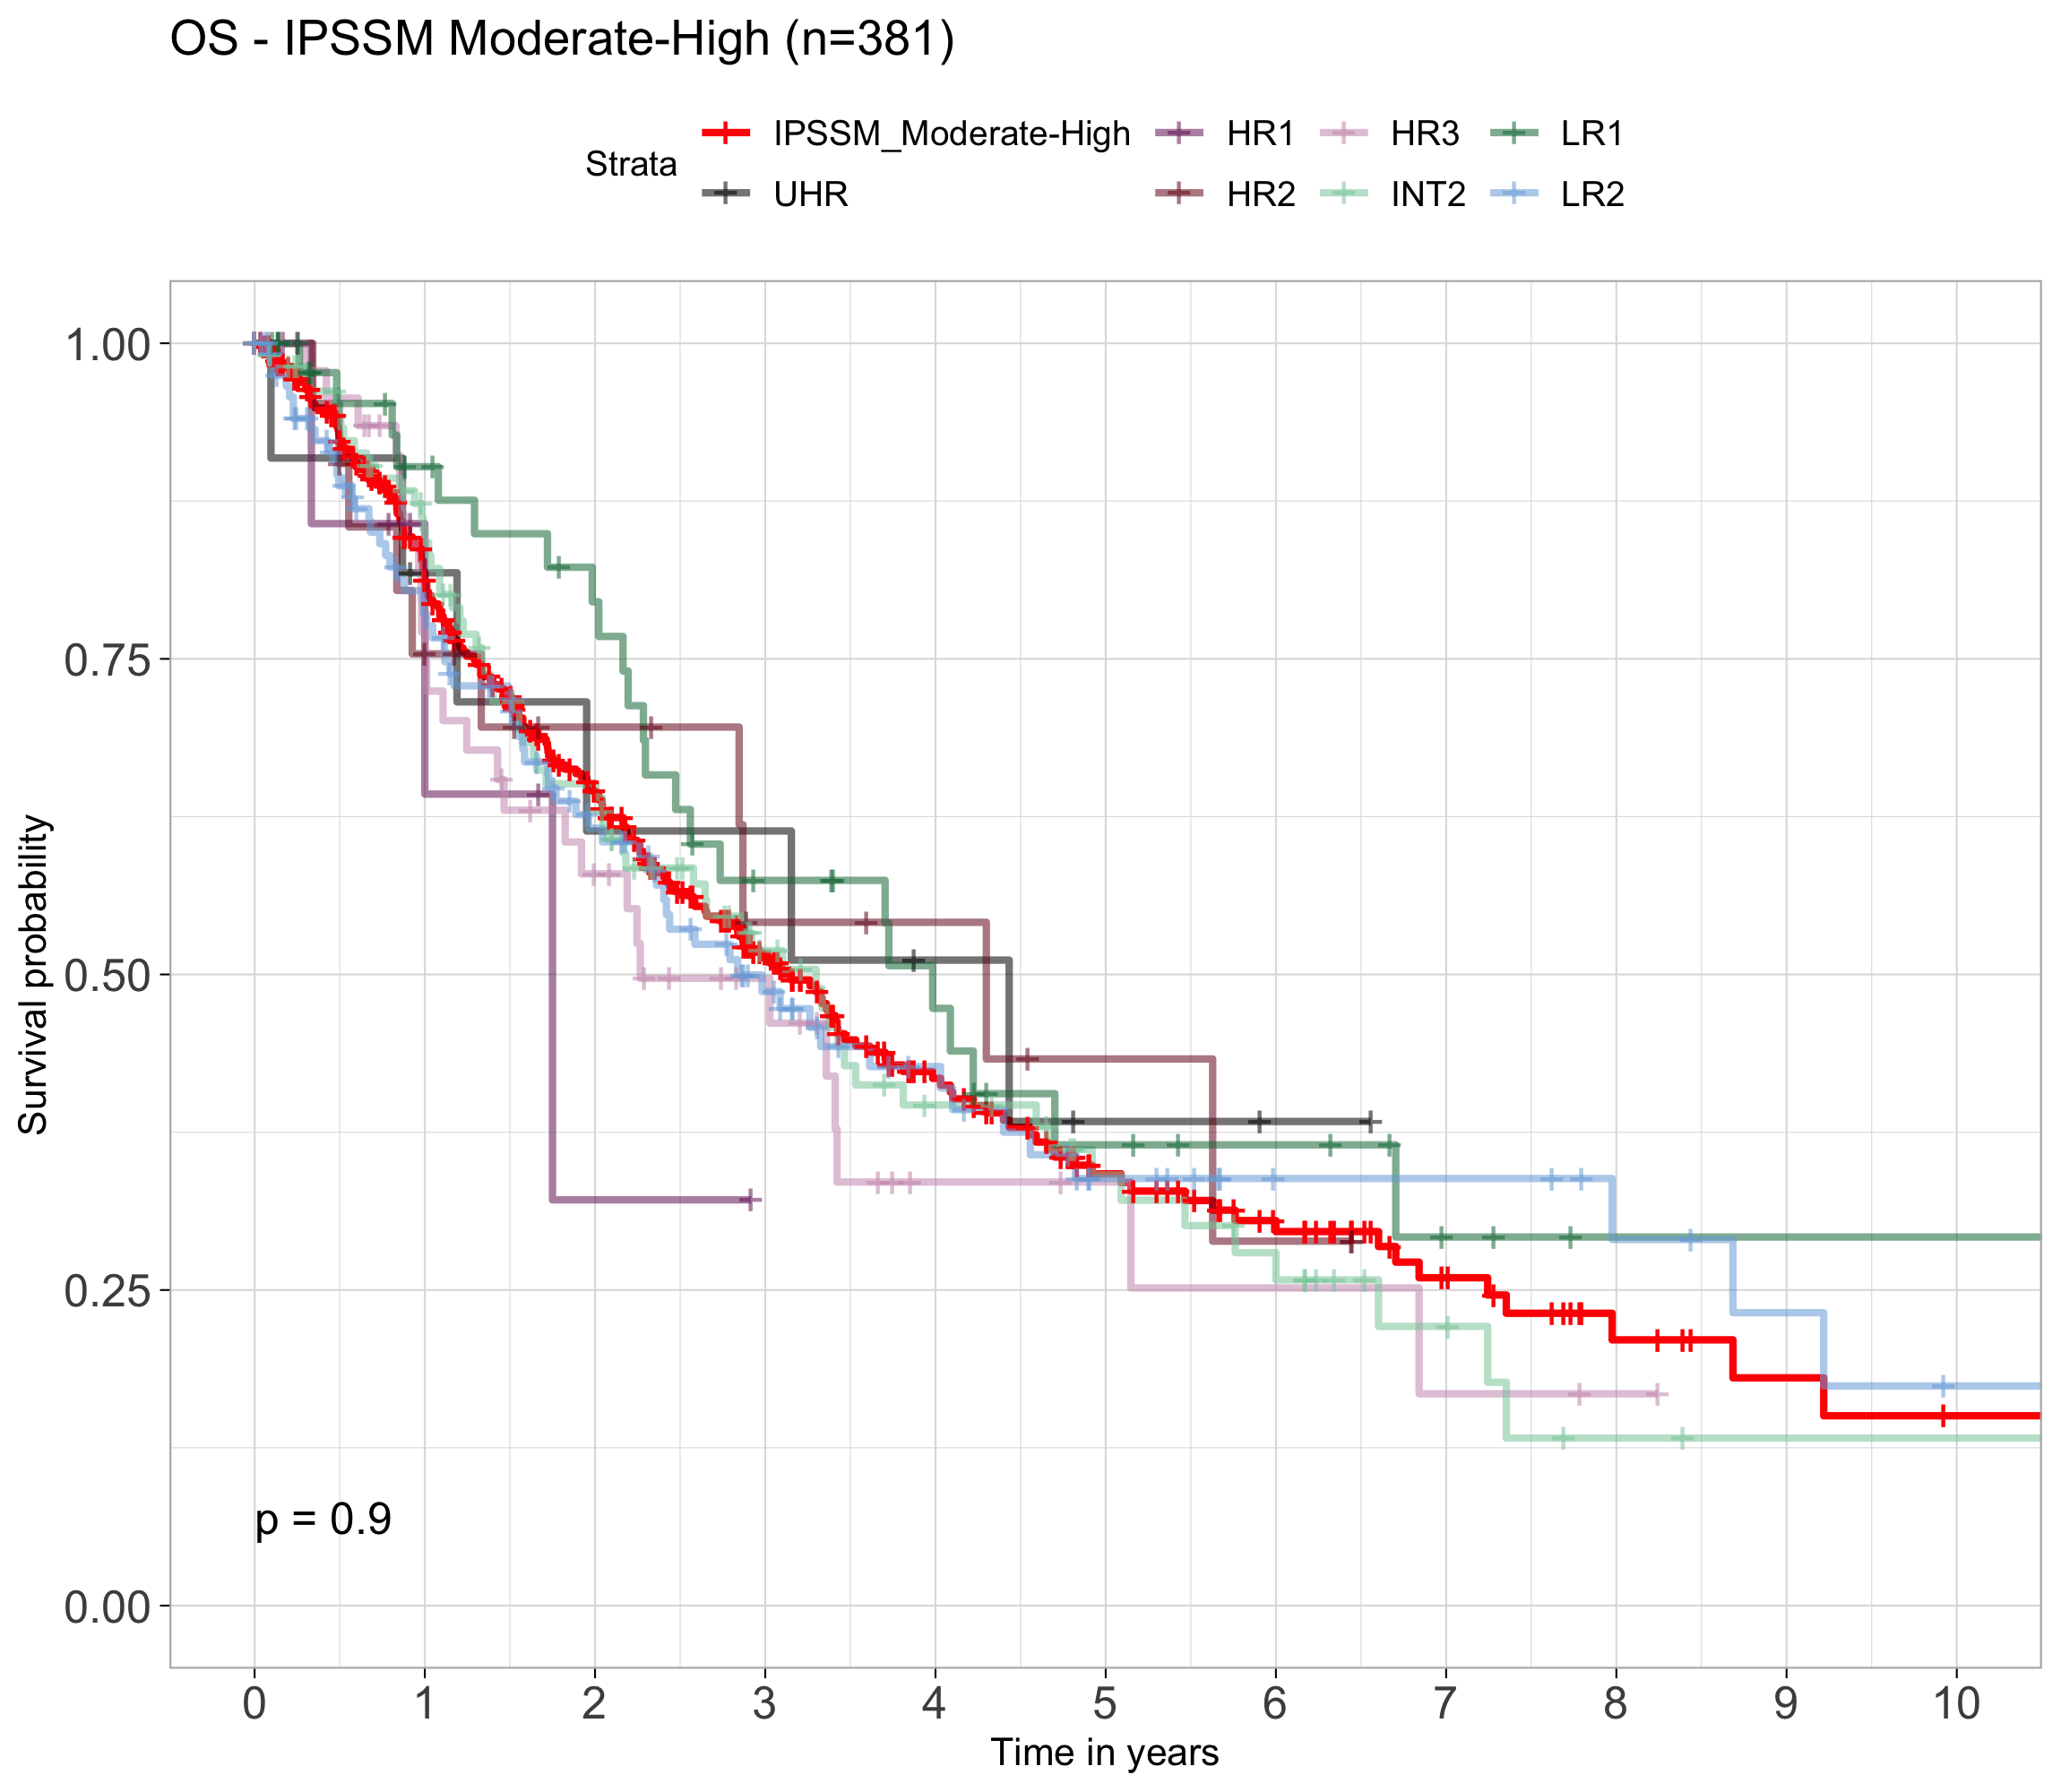 OS - IPSSM Moderate-High (n=381)
Strata
IPSSM_Moderate-High HR1 HR3 LR1
UHR HR2 INT2 LR2
Survival probability
1.00
0.75
0.50
0.25
0.00
p = 0.9
0 1 2 3 4 5 6 7 8 9 10
Time in years